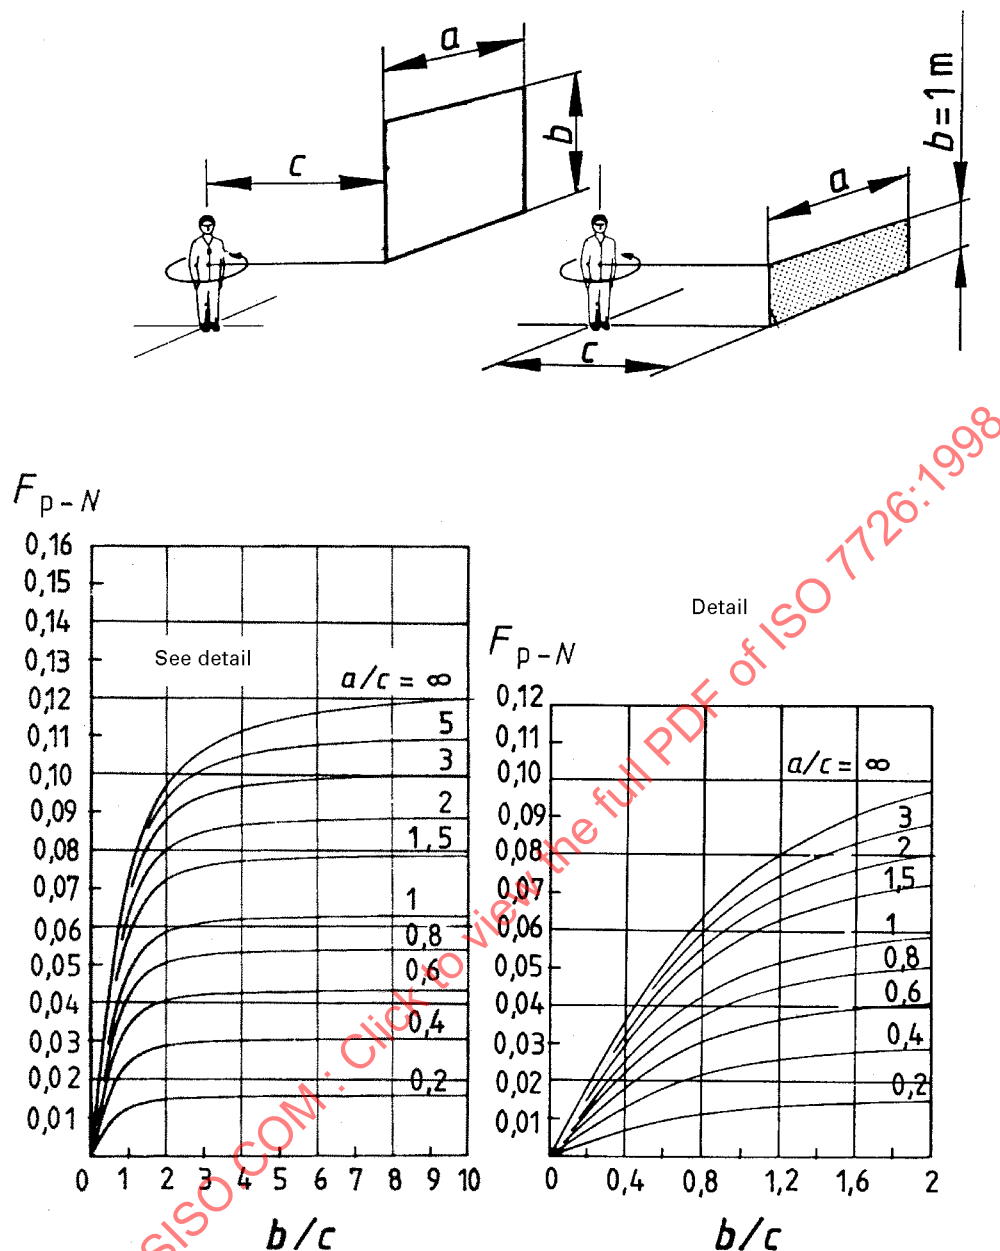 a
b
c
a
b = 1 m
c
F p – N
0,16
0,15
0,14
0,13
0,12
0,11
0,10
0,09
0,08
0,07
0,06
0,05
0,04
0,03
0,02
0,01
See detail
a/c = ∞
5
3
2
1,5
1
0,8
0,6
0,4
0,2
0 1 2 3 4 5 6 7 8 9 10
b/c
Detail
F p – N
0,12
0,11
0,10
0,09
0,08
0,07
0,06
0,05
0,04
0,03
0,02
0,01
a/c = ∞
3
2
1,5
1
0,8
0,6
0,4
0,2
0 0,4 0,8 1,2 1,6 2
b/c
SISO.COM : Click to view the full PDF of ISO 7726:1998